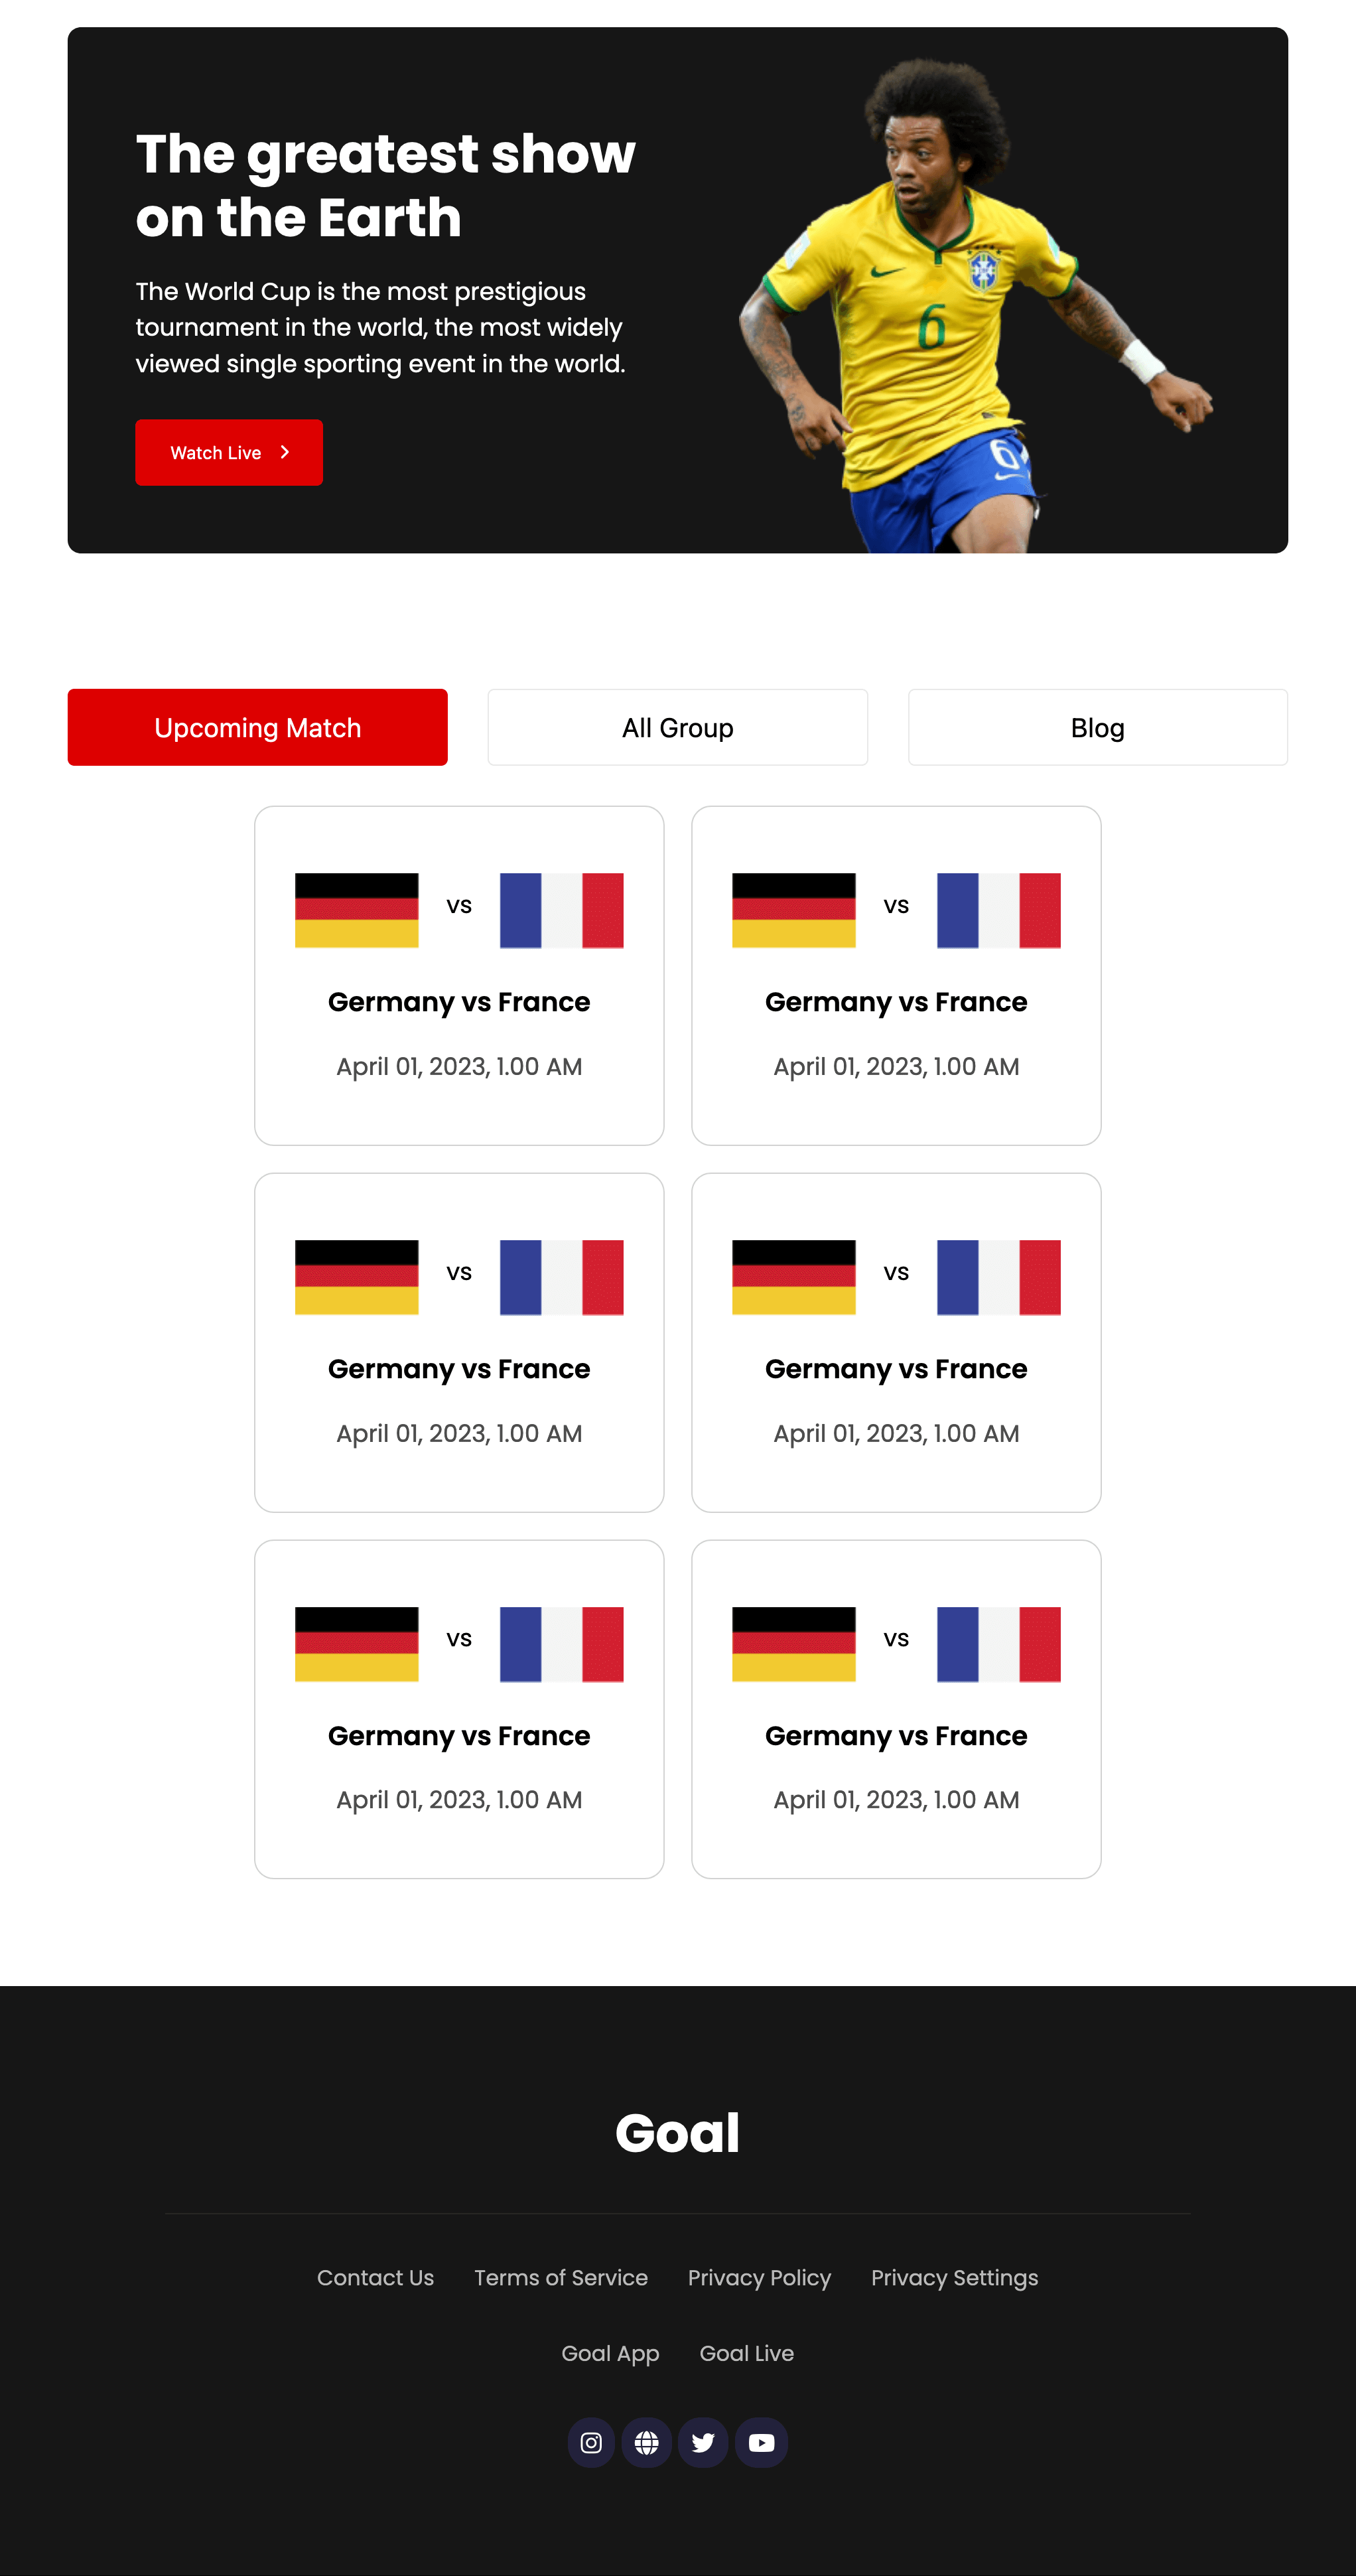 The greatest show
on the Earth
The World Cup is the most prestigious
tournament in the world, the most widely
viewed single sporting event in the world.
Watch Live
6
6
Upcoming Match
All Group
Blog
vs
vs
Germany vs France
Germany vs France
April 01, 2023, 1.00 AM
April 01, 2023, 1.00 AM
vs
vs
Germany vs France
Germany vs France
April 01, 2023, 1.00 AM
April 01, 2023, 1.00 AM
vs
vs
Germany vs France
Germany vs France
April 01, 2023, 1.00 AM
April 01, 2023, 1.00 AM
Goal
Contact Us
Terms of Service
Privacy Policy
Privacy Settings
Goal App
Goal Live